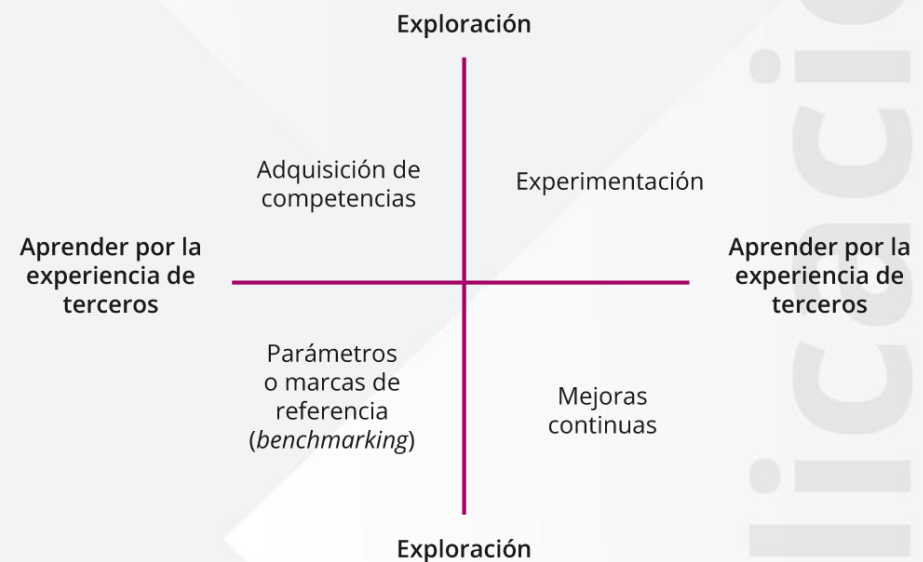 Exploración
Adquisición de
competencias
Experimentación
Aprender por la
experiencia de
terceros
Aprender por la
experiencia de
terceros
Parámetros
o marcas de
referencia
(benchmarking)
Mejoras
continuas
Exploración
licació